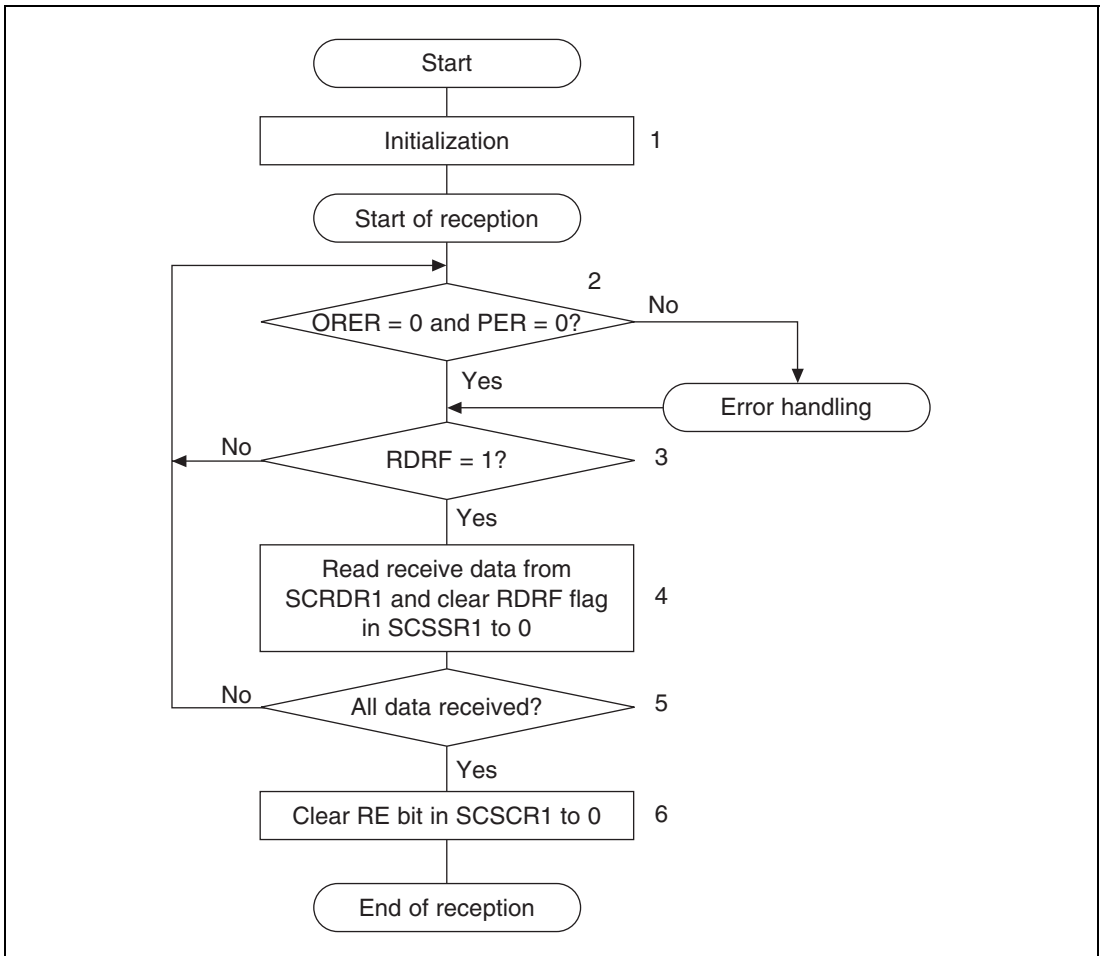 Start
Initialization
1
Start of reception
2
ORER = 0 and PER = 0?
No
Yes
Error handling
No
RDRF = 1?
3
Yes
Read receive data from
SCRDR1 and clear RDRF flag
in SCSSR1 to 0
4
No
All data received?
5
Yes
Clear RE bit in SCSCR1 to 0
6
End of reception